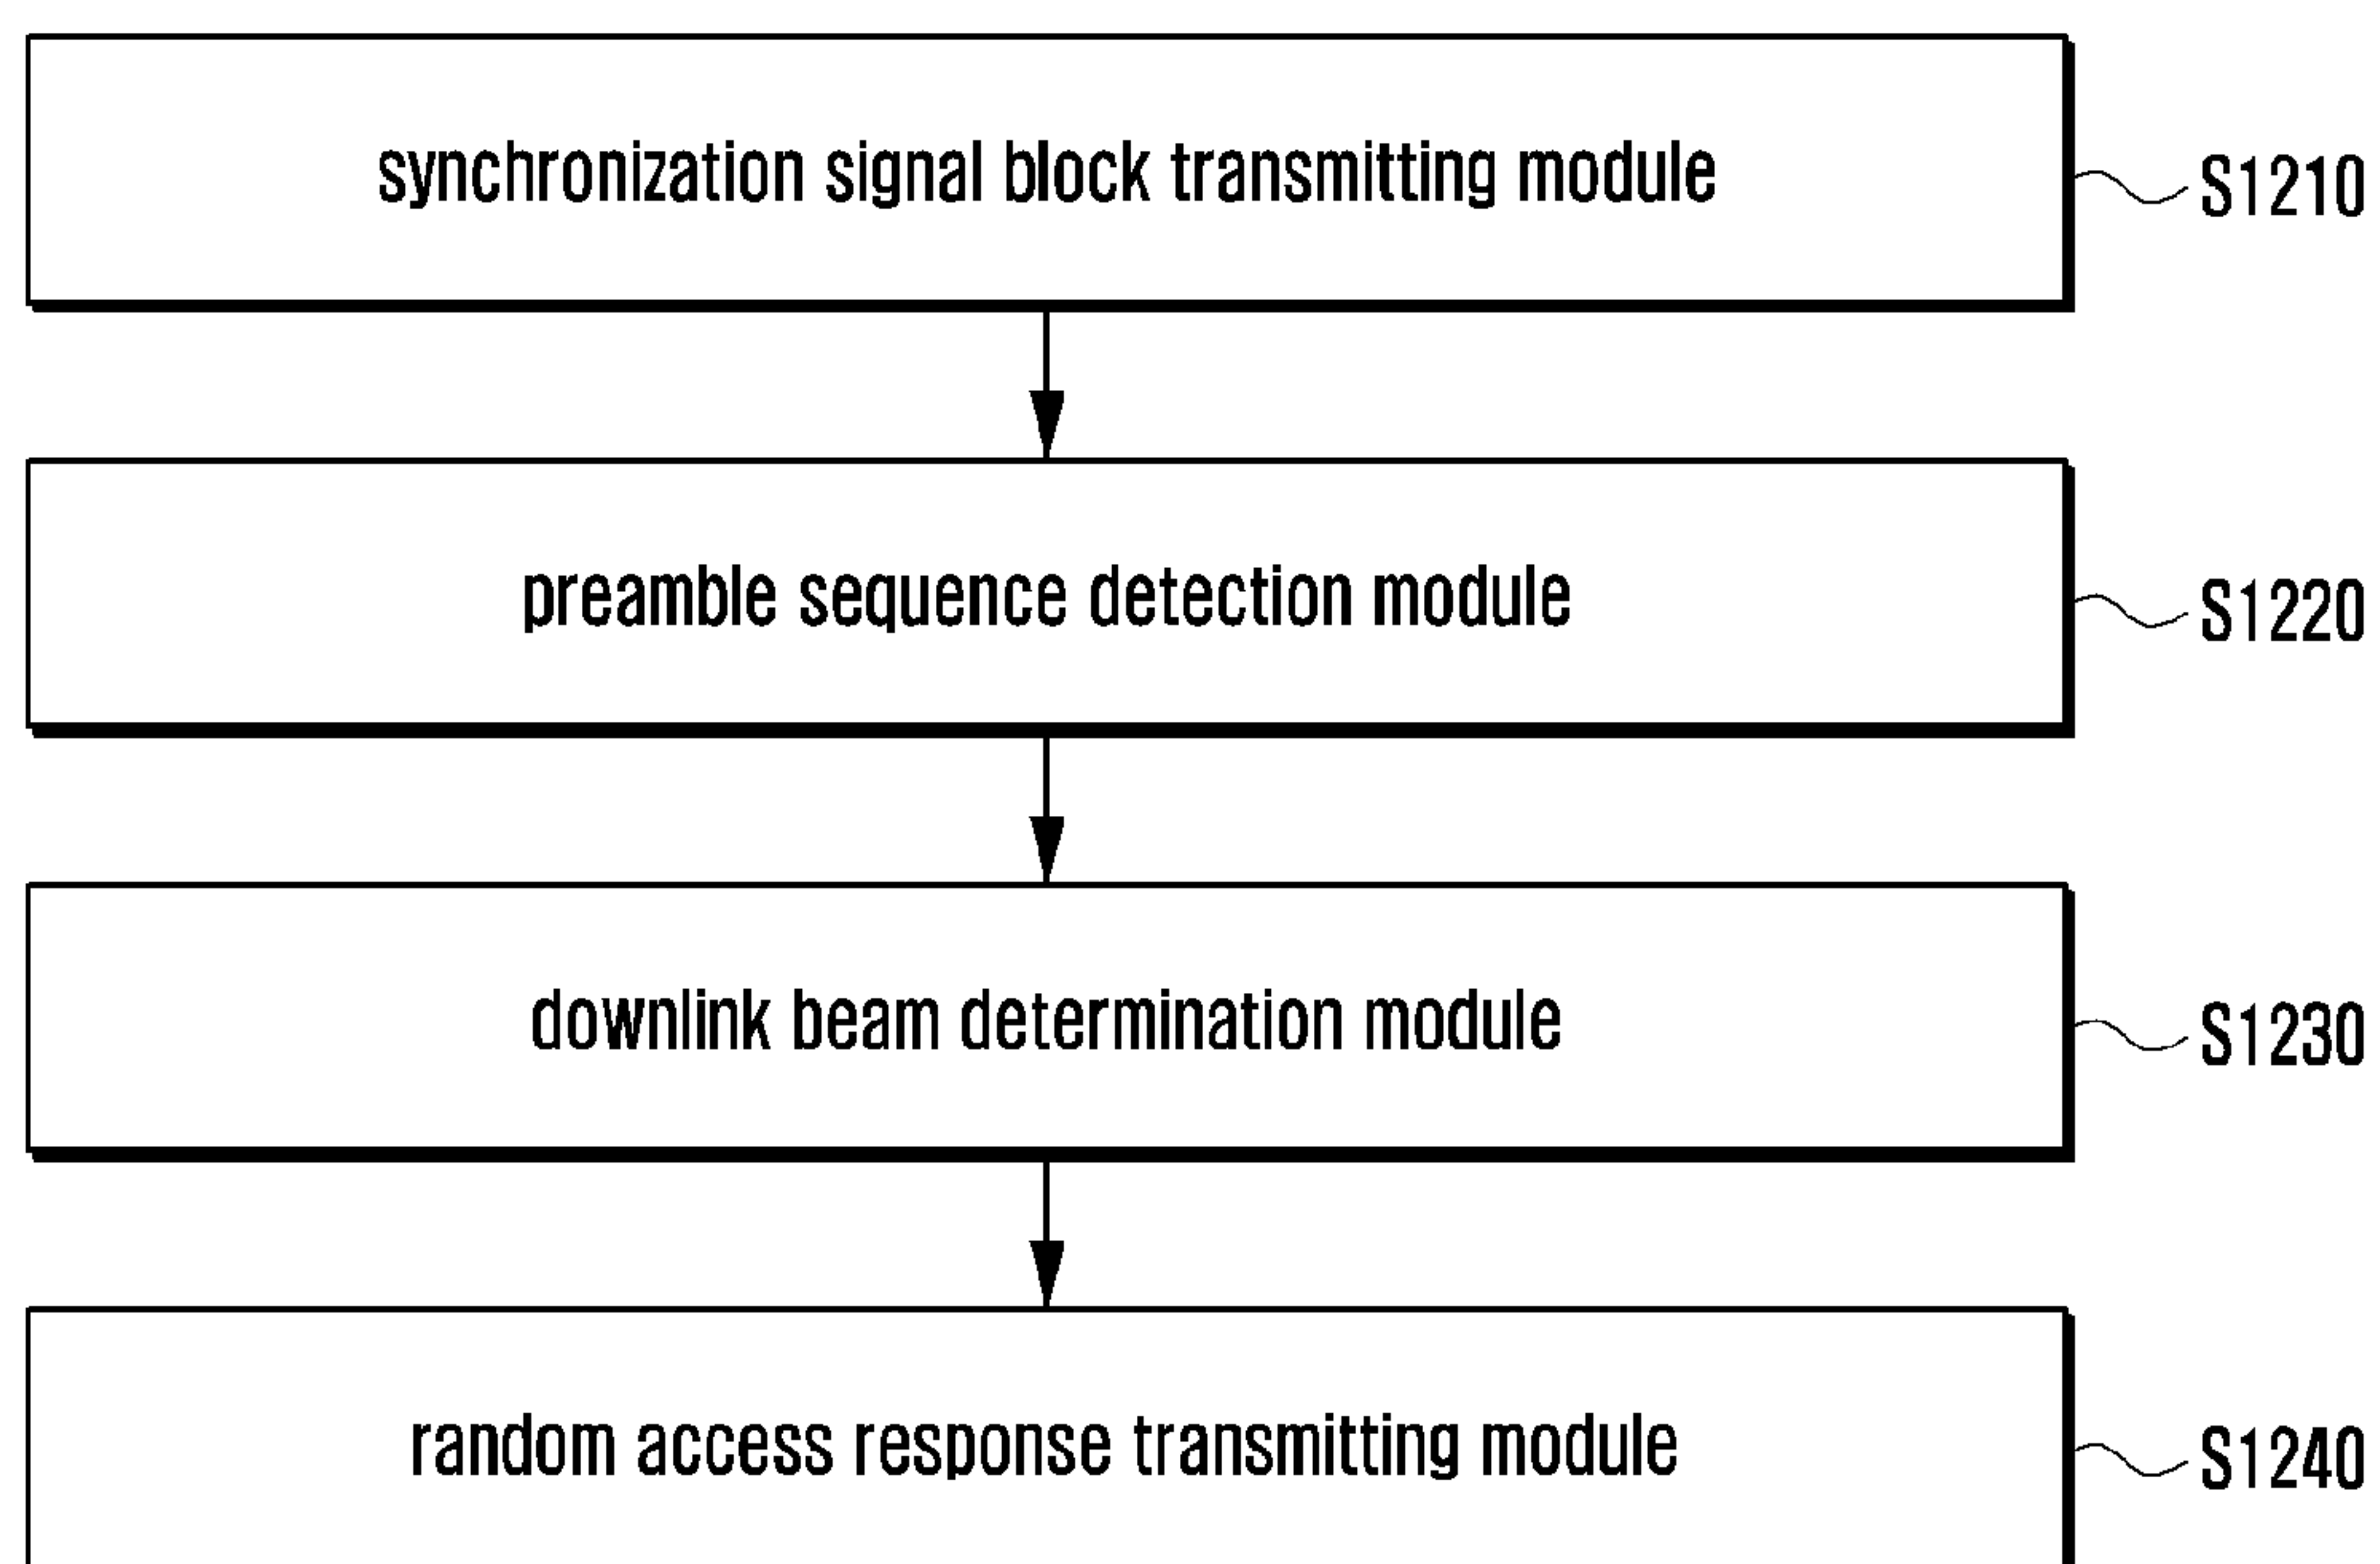 synchronization signal block transmitting module
S1210
preamble sequence detection module
S1220
downlink beam determination module
S1230
random access response transmitting module
S1240